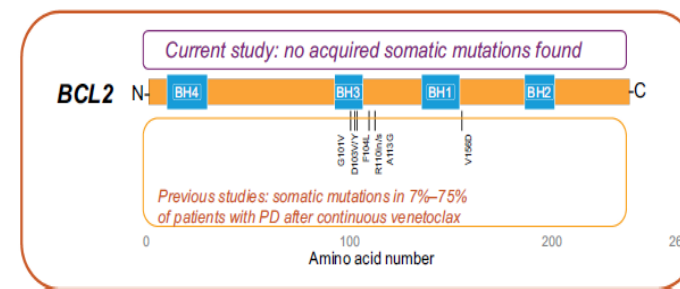 Current study: no acquired somatic mutations found
BCL2 N- BH4 BH3 BH1 BH2 -C
G101V
D103V/Y
F104L
R110in/s
A113G
V156D
Previous studies: somatic mutations in 7%–75%
of patients with PD after continuous venetoclax
0 100 200 26
Amino acid number